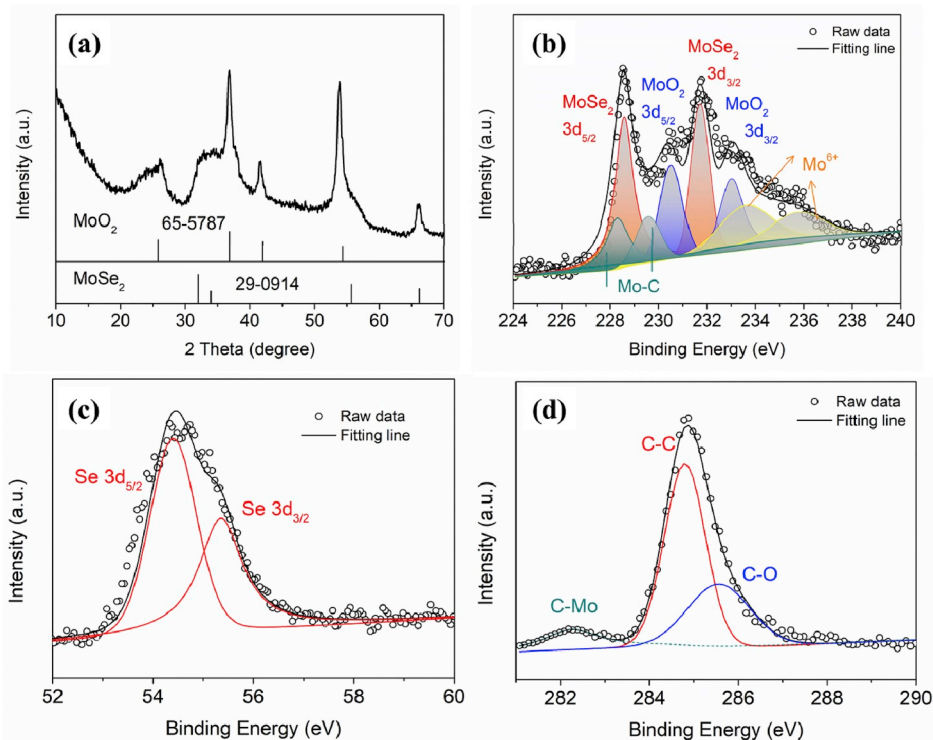 (a)
Intensity (a.u.)
65-5787
MoO2
MoSe2
29-0914
10 20 30 40 50 60 70
2 Theta (degree)
(b)
Raw data
Fitting line
Intensity (a.u.)
MoSe2
3d5/2
MoO2
3d5/2
MoSe2
3d3/2
MoO2
3d3/2
Mo6+
Mo-C
224 226 228 230 232 234 236 238 240
Binding Energy (eV)
(c)
Raw data
Fitting line
Intensity (a.u.)
Se 3d5/2
Se 3d3/2
52 54 56 58 60
Binding Energy (eV)
(d)
Raw data
Fitting line
Intensity (a.u.)
C-C
C-O
C-Mo
282 284 286 288 290
Binding Energy (eV)